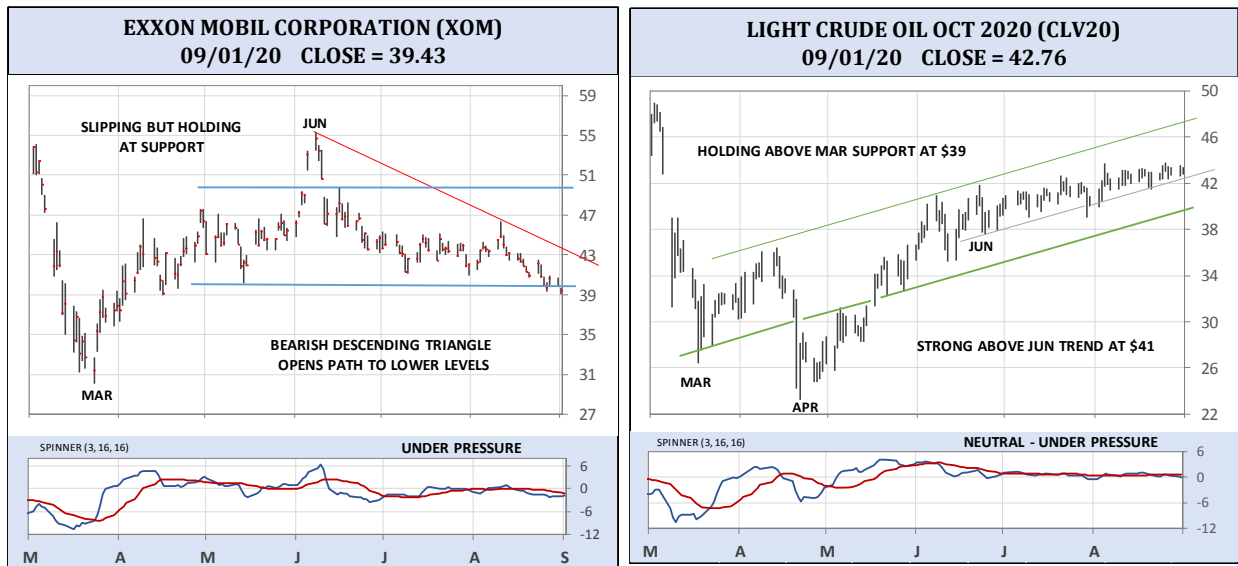 EXXON MOBIL CORPORATION (XOM)
09/01/20 CLOSE = 39.43
59
55
51
47
43
39
35
31
27
SLIPPING BUT HOLDING
AT SUPPORT
JUN
BEARISH DESCENDING TRIANGLE
OPENS PATH TO LOWER LEVELS
MAR
SPINNER (3, 16, 16)
UNDER PRESSURE
6
0
-6
-12
M A M J J A S
LIGHT CRUDE OIL OCT 2020 (CLV20)
09/01/20 CLOSE = 42.76
50
46
42
38
34
30
26
22
HOLDING ABOVE MAR SUPPORT AT $39
JUN
STRONG ABOVE JUN TREND AT $41
MAR
APR
SPINNER (3, 16, 16)
NEUTRAL - UNDER PRESSURE
6
0
-6
-12
M A M J J A